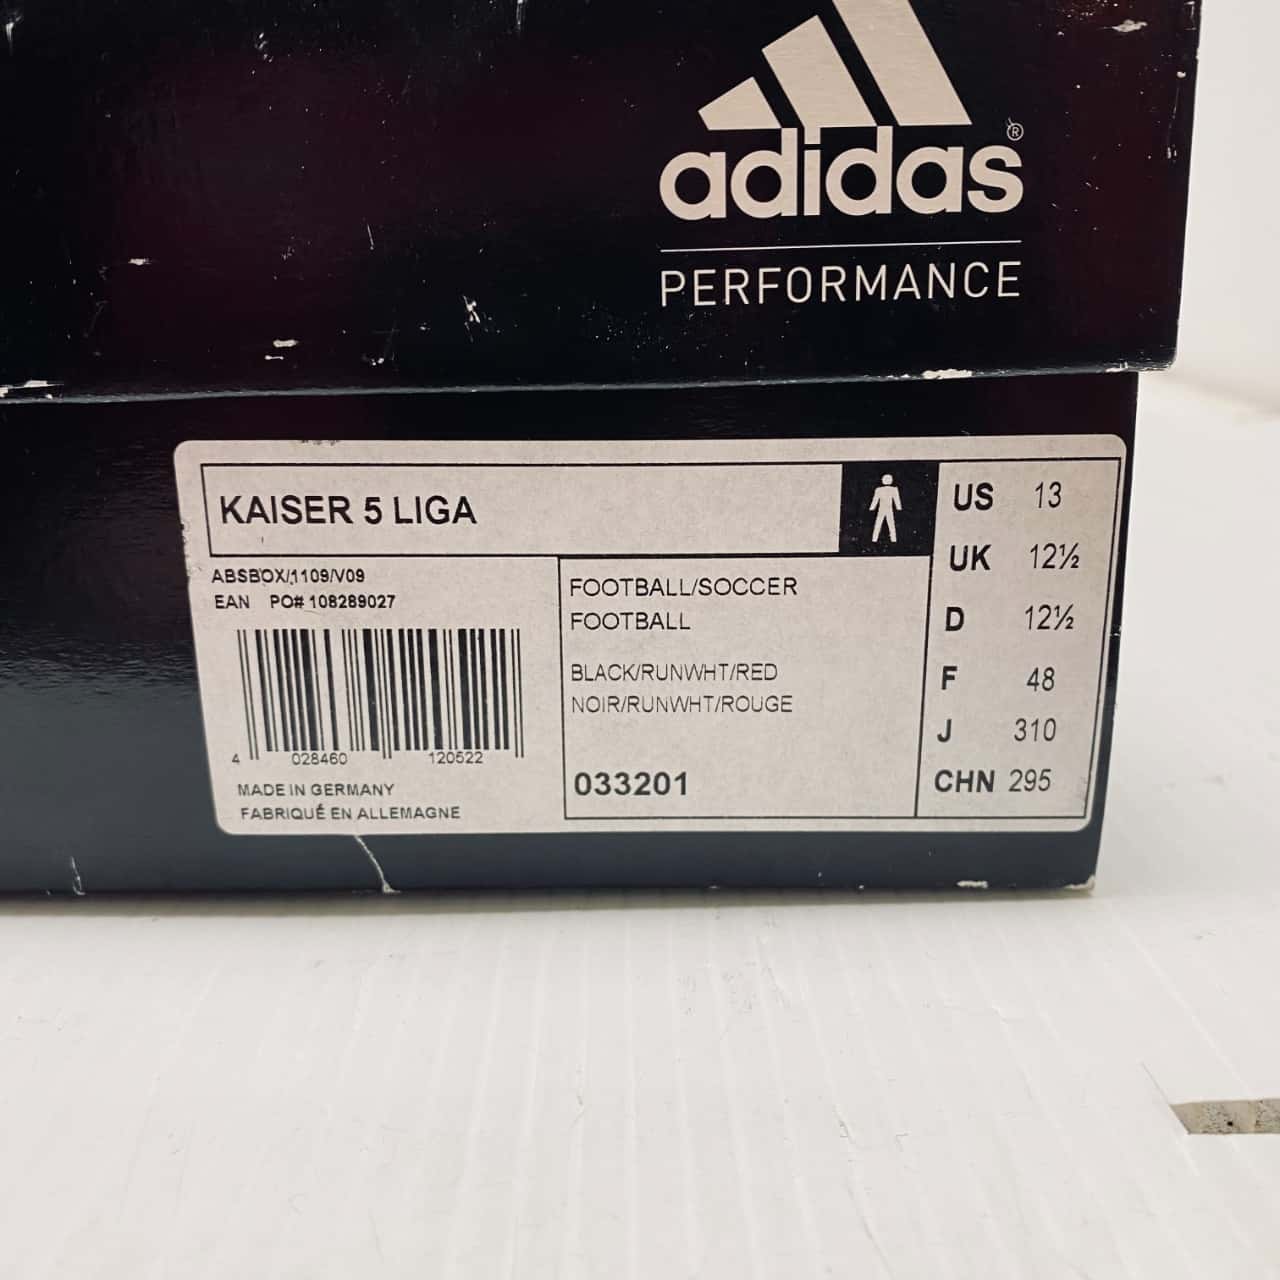 adidas®
PERFORMANCE
KAISER 5 LIGA
ABSBOX/1109/V09
EAN PO# 108289027
4 028460 120522
MADE IN GERMANY
FABRIQUÉ EN ALLEMAGNE
FOOTBALL/SOCCER
FOOTBALL
BLACK/RUNWHT/RED
NOIR/RUNWHT/ROUGE
033201
US 13
UK 12½
D 12½
F 48
J 310
CHN 295